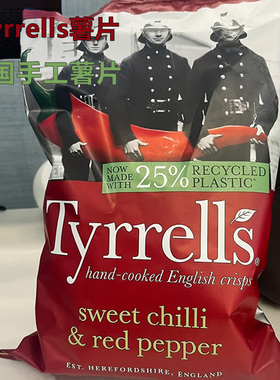 yrrells薯片
国手工薯片
NOW
MADE
WITH
25% RECYCLED
PLASTIC*
Tyrrells®
hand-cooked English crisps
sweet chilli
& red pepper
EST. HEREFORDSHIRE, ENGLAND